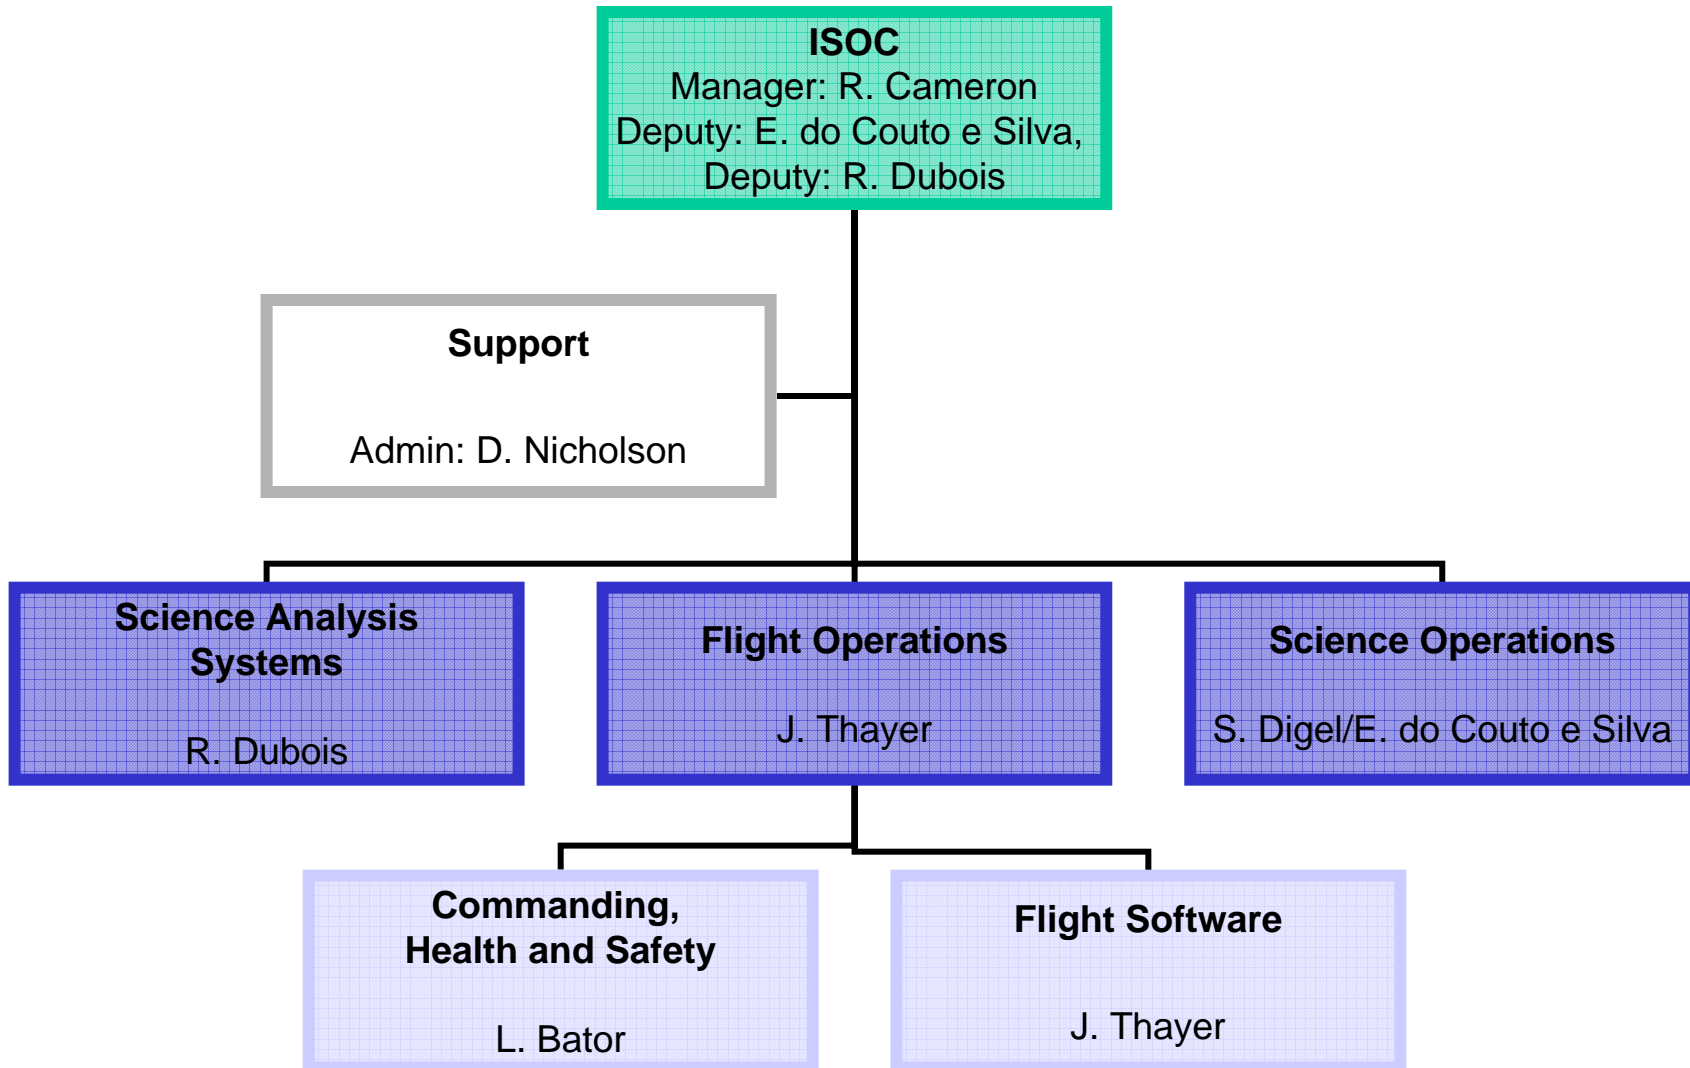 ISOC
Manager: R. Cameron
Deputy: E. do Couto e Silva,
Deputy: R. Dubois
Support
Admin: D. Nicholson
Science Analysis
Systems
R. Dubois
Flight Operations
J. Thayer
Science Operations
S. Digel/E. do Couto e Silva
Commanding,
Health and Safety
L. Bator
Flight Software
J. Thayer